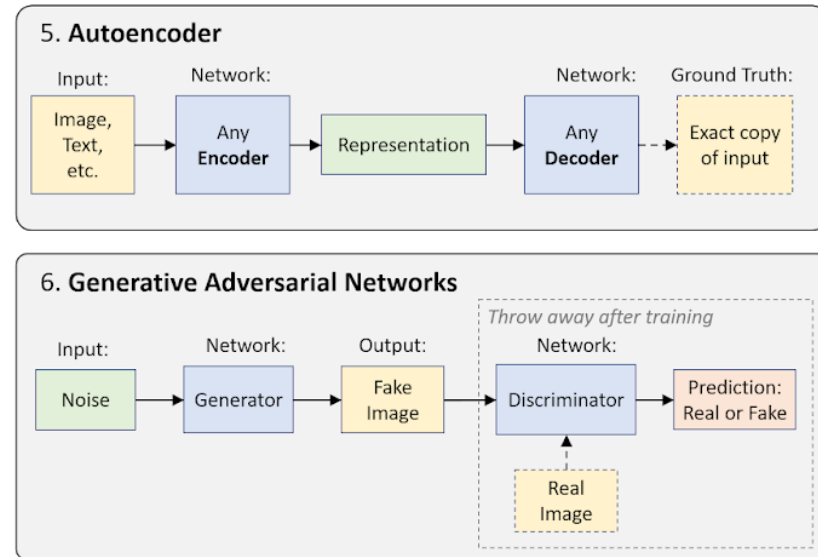 5. Autoencoder
Input:
Network:
Network:
Ground Truth:
Image,
Text,
etc.
Any
Encoder
Representation
Any
Decoder
Exact copy
of input
6. Generative Adversarial Networks
Throw away after training
Input:
Network:
Output:
Network:
Noise
Generator
Fake
Image
Discriminator
Prediction:
Real or Fake
Real
Image